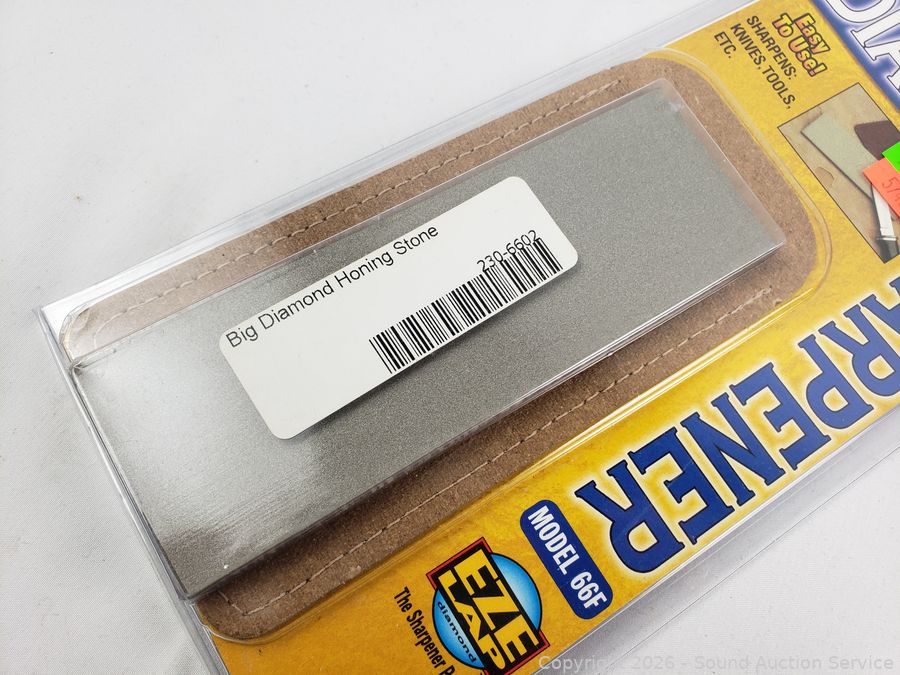 Easy
To Use!
SHARPENS:
KNIVES, TOOLS,
ETC.
Big Diamond Honing Stone
230-6602
MODEL 66F
EZE
LAP
diamond
The Sharpener
Copyright 2026 - Sound Auction Service